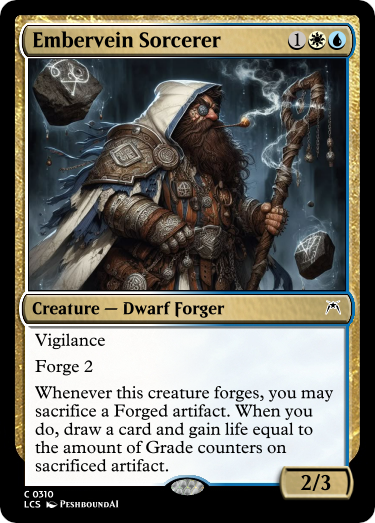 Embervein Sorcerer 1
Creature — Dwarf Forger
Vigilance
Forge 2
Whenever this creature forges, you may
sacrifice a Forged artifact. When you
do, draw a card and gain life equal to
the amount of Grade counters on
sacrificed artifact.
2/3
C 0310
LCS PeshboundAI